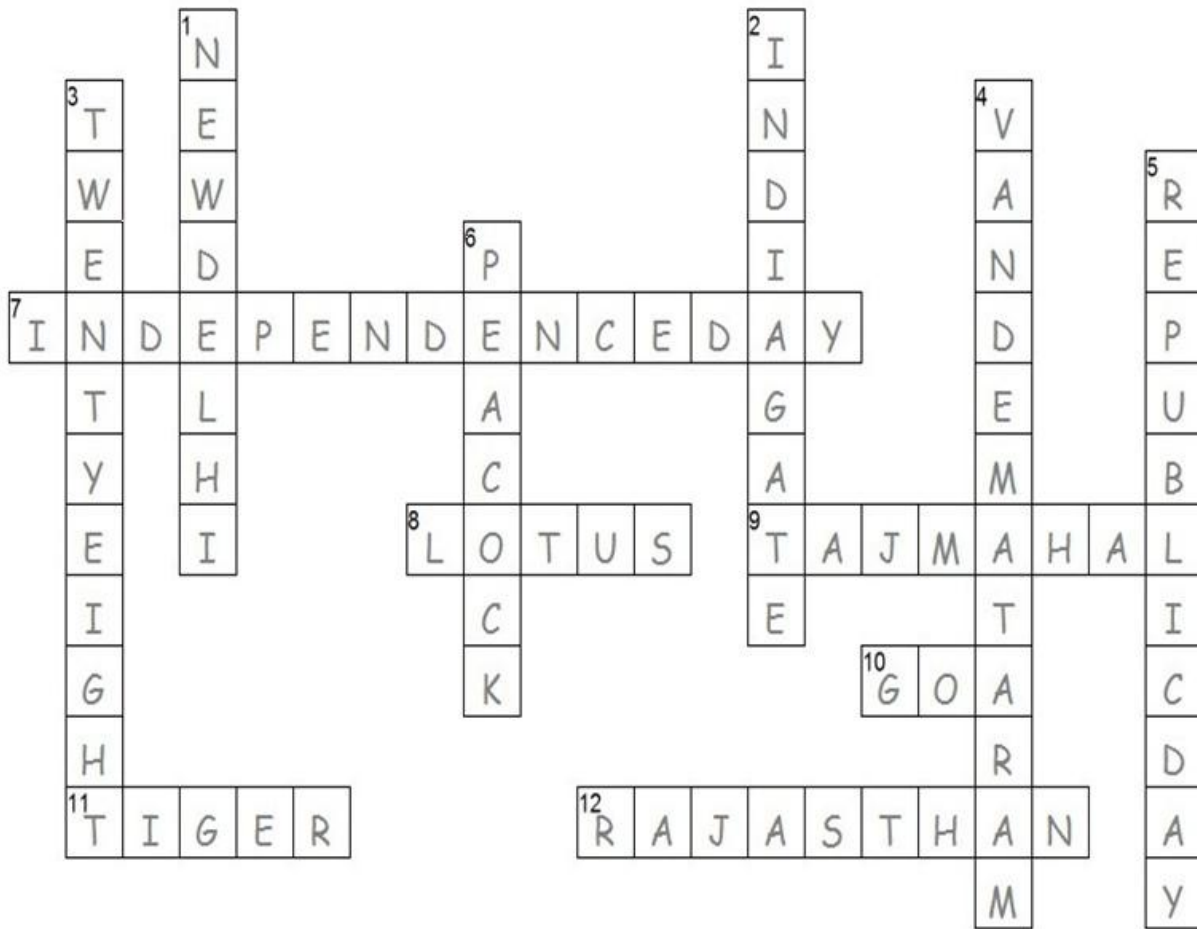 1 NEWDELHI
2 INDIAGATE
3 TWENTYEIGHT
4 VANDEMATARAM
5 REPUBLICDAY
6 PEACOCK
7 INDEPENDENCEDAY
8 LOTUS
9 TAJMAHAL
10 GOA
11 TIGER
12 RAJASTHAN